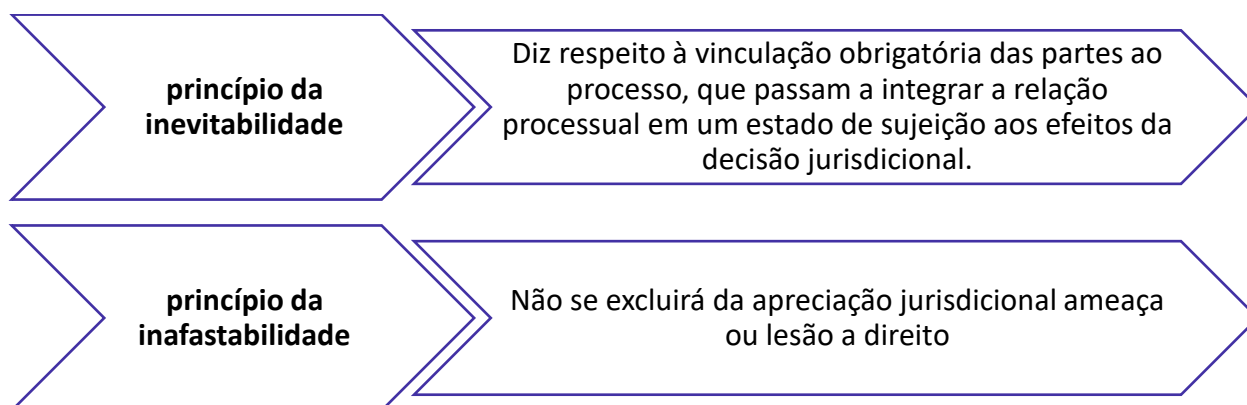 princípio da
inevitabilidade
Diz respeito à vinculação obrigatória das partes ao
processo, que passam a integrar a relação
processual em um estado de sujeição aos efeitos da
decisão jurisdicional.
princípio da
inafastabilidade
Não se excluirá da apreciação jurisdicional ameaça
ou lesão a direito